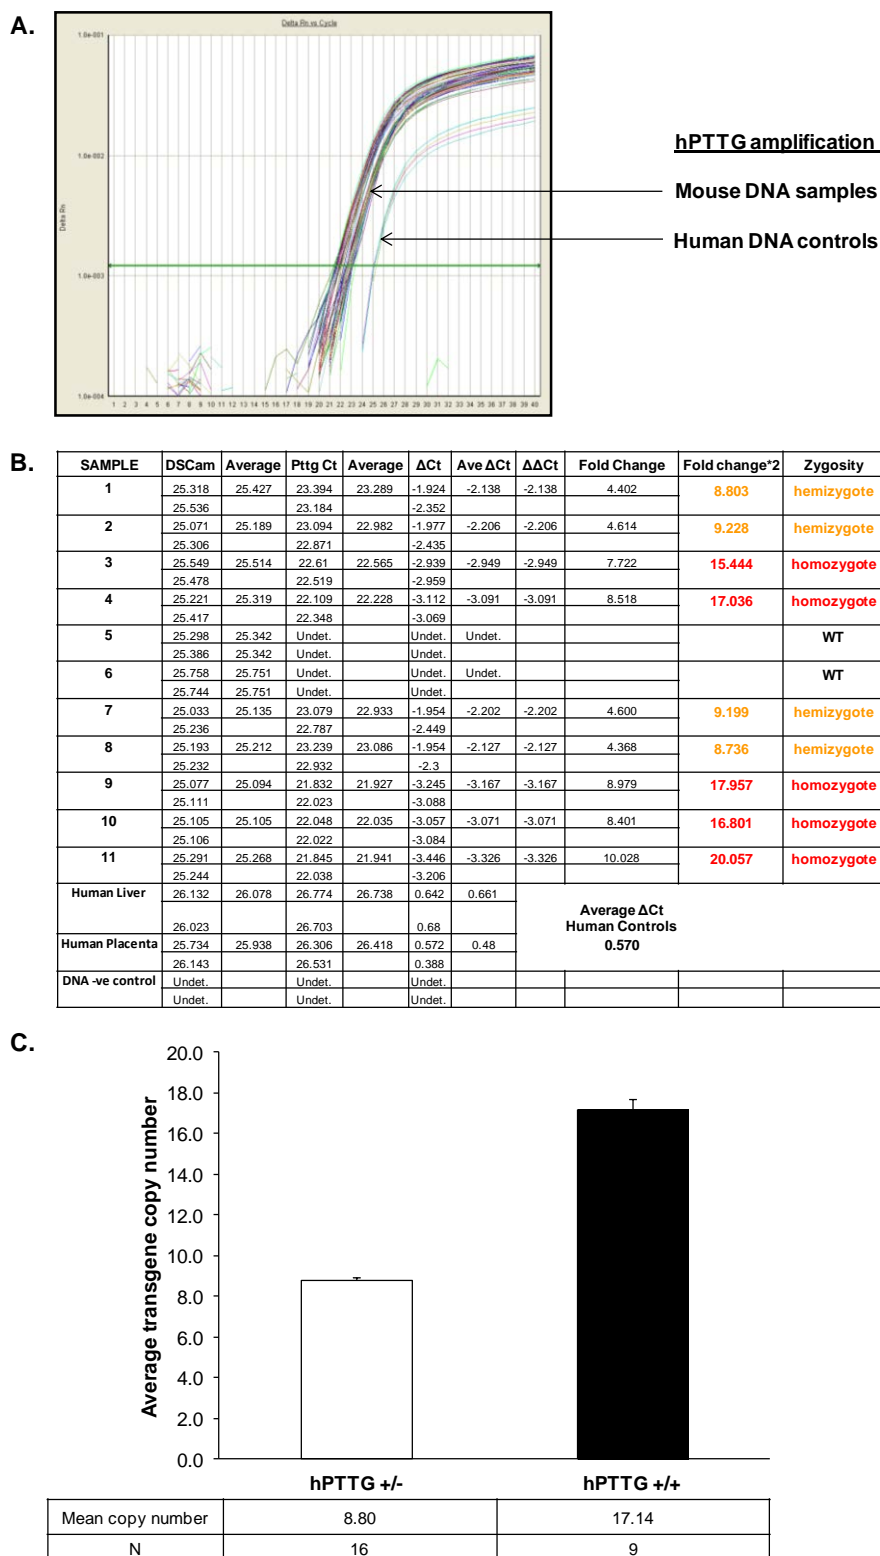 A.
Delta Rn vs Cycle
1.0e-001
1.0e-002
1.0e-003
1.0e-004
Delta Rn
1 2 3 4 5 6 7 8 9 10 11 12 13 14 15 16 17 18 19 20 21 22 23 24 25 26 27 28 29 30 31 32 33 34 35 36 37 38 39 40
hPTTG amplification
Mouse DNA samples
Human DNA controls
B.
SAMPLE DSCam Average Pttg Ct Average ΔCt Ave ΔCt ΔΔCt Fold Change Fold change*2 Zygosity
1 25.318 25.427 23.394 23.289 -1.924 -2.138 -2.138 4.402 8.803 hemizygote
25.536 23.184 -2.352
2 25.071 25.189 23.094 22.982 -1.977 -2.206 -2.206 4.614 9.228 hemizygote
25.306 22.871 -2.435
3 25.549 25.514 22.61 22.565 -2.939 -2.949 -2.949 7.722 15.444 homozygote
25.478 22.519 -2.959
4 25.221 25.319 22.109 22.228 -3.112 -3.091 -3.091 8.518 17.036 homozygote
25.417 22.348 -3.069
5 25.298 25.342 Undet. Undet. Undet. WT
25.386 25.342 Undet. Undet.
6 25.758 25.751 Undet. Undet. Undet. WT
25.744 25.751 Undet. Undet.
7 25.033 25.135 23.079 22.933 -1.954 -2.202 -2.202 4.600 9.199 hemizygote
25.236 22.787 -2.449
8 25.193 25.212 23.239 23.086 -1.954 -2.127 -2.127 4.368 8.736 hemizygote
25.232 22.932 -2.3
9 25.077 25.094 21.832 21.927 -3.245 -3.167 -3.167 8.979 17.957 homozygote
25.111 22.023 -3.088
10 25.105 25.105 22.048 22.035 -3.057 -3.071 -3.071 8.401 16.801 homozygote
25.106 22.022 -3.084
11 25.291 25.268 21.845 21.941 -3.446 -3.326 -3.326 10.028 20.057 homozygote
25.244 22.038 -3.206
Human Liver 26.132 26.078 26.774 26.738 0.642 0.661
26.023 26.703 0.68
Average ΔCt
Human Controls
0.570
Human Placenta 25.734 25.938 26.306 26.418 0.572 0.48
26.143 26.531 0.388
DNA -ve control Undet. Undet. Undet.
Undet. Undet. Undet.
C.
Average transgene copy number
20.0
18.0
16.0
14.0
12.0
10.0
8.0
6.0
4.0
2.0
0.0
hPTTG +/- hPTTG +/+
Mean copy number 8.80 17.14
N 16 9